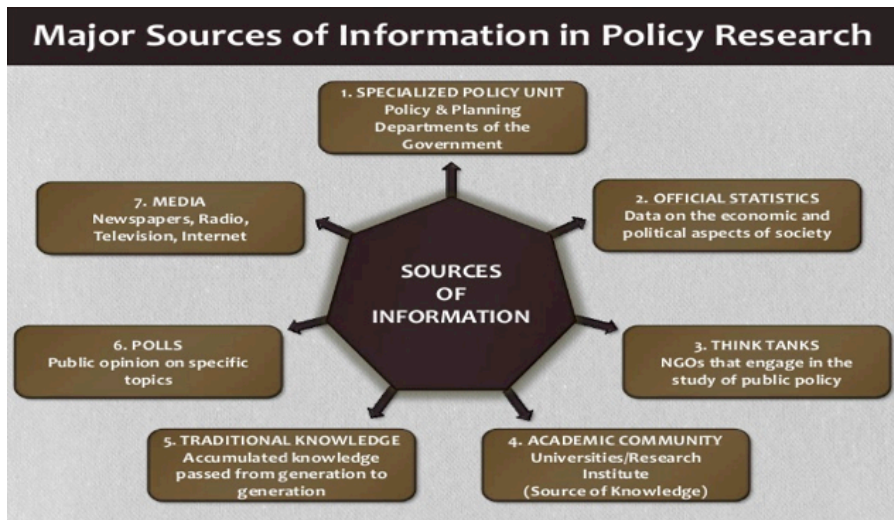 Major Sources of Information in Policy Research
1. SPECIALIZED POLICY UNIT
Policy & Planning
Departments of the
Government
2. OFFICIAL STATISTICS
Data on the economic and
political aspects of society
3. THINK TANKS
NGOs that engage in the
study of public policy
4. ACADEMIC COMMUNITY
Universities/Research
Institute
(Source of Knowledge)
5. TRADITIONAL KNOWLEDGE
Accumulated knowledge
passed from generation to
generation
6. POLLS
Public opinion on specific
topics
7. MEDIA
Newspapers, Radio,
Television, Internet
SOURCES
OF
INFORMATION